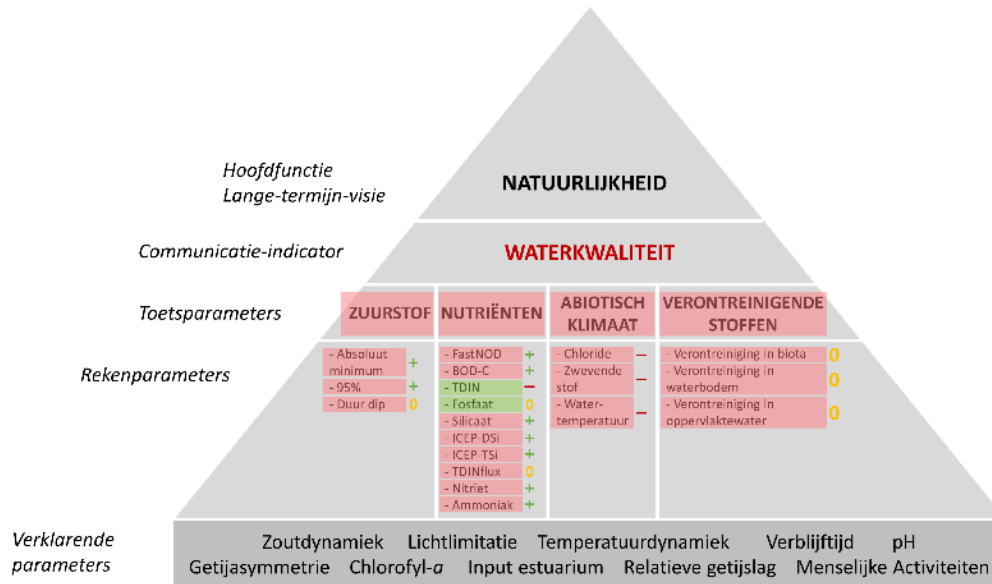 Hoofdfunctie
Lange-termijn-visie
NATUURLIJKHEID
Communicatie-indicator
WATERKWALITEIT
Toetsparameters
ZUURSTOF
NUTRIËNTEN
ABIOTISCH
KLIMAAT
VERONTREINIGENDE
STOFFEN
Rekenparameters
- Absoluut
minimum +
- 95% +
- Duur dip 0
- FastNOD +
- BOD-C +
- TDIN –
- Fosfaat 0
- Silicaat +
- ICEP-DSi +
- ICEP-TSi +
- TDINflux 0
- Nitriet +
- Ammoniak +
- Chloride –
- Zwevende
stof –
- Water-
temperatuur –
- Verontreiniging in biota 0
- Verontreiniging in
waterbodem 0
- Verontreiniging in
oppervlaktewater 0
Verklarende
parameters
Zoutdynamiek Lichtlimitatie Temperatuurdynamiek Verblijftijd pH
Getijasymmetrie Chlorofyl-a Input estuarium Relatieve getijslag Menselijke Activiteiten